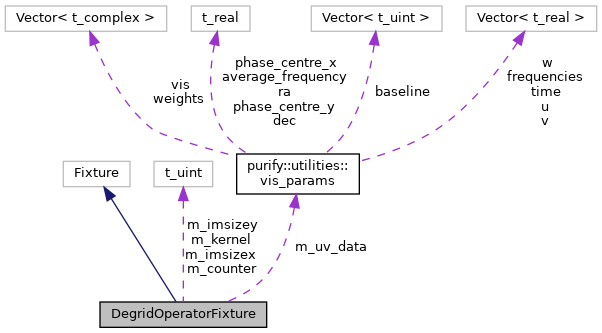 Vector< t_complex >
t_real
Vector< t_uint >
Vector< t_real >
vis
weights
phase_centre_x
average_frequency
ra
phase_centre_y
dec
baseline
w
frequencies
time
u
v
purify::utilities::
vis_params
Fixture
t_uint
m_imsizey
m_kernel
m_imsizex
m_counter
m_uv_data
DegridOperatorFixture